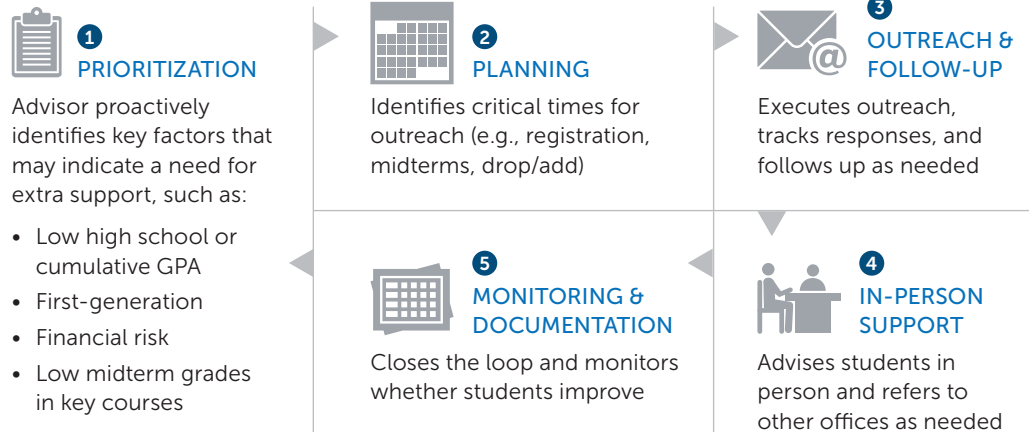 1
PRIORITIZATION
Advisor proactively
identifies key factors that
may indicate a need for
extra support, such as:
• Low high school or
cumulative GPA
• First-generation
• Financial risk
• Low midterm grades
in key courses
2
PLANNING
Identifies critical times for
outreach (e.g., registration,
midterms, drop/add)
3
OUTREACH &
FOLLOW-UP
@
Executes outreach,
tracks responses, and
follows up as needed
4
IN-PERSON
SUPPORT
Advises students in
person and refers to
other offices as needed
5
MONITORING &
DOCUMENTATION
Closes the loop and monitors
whether students improve